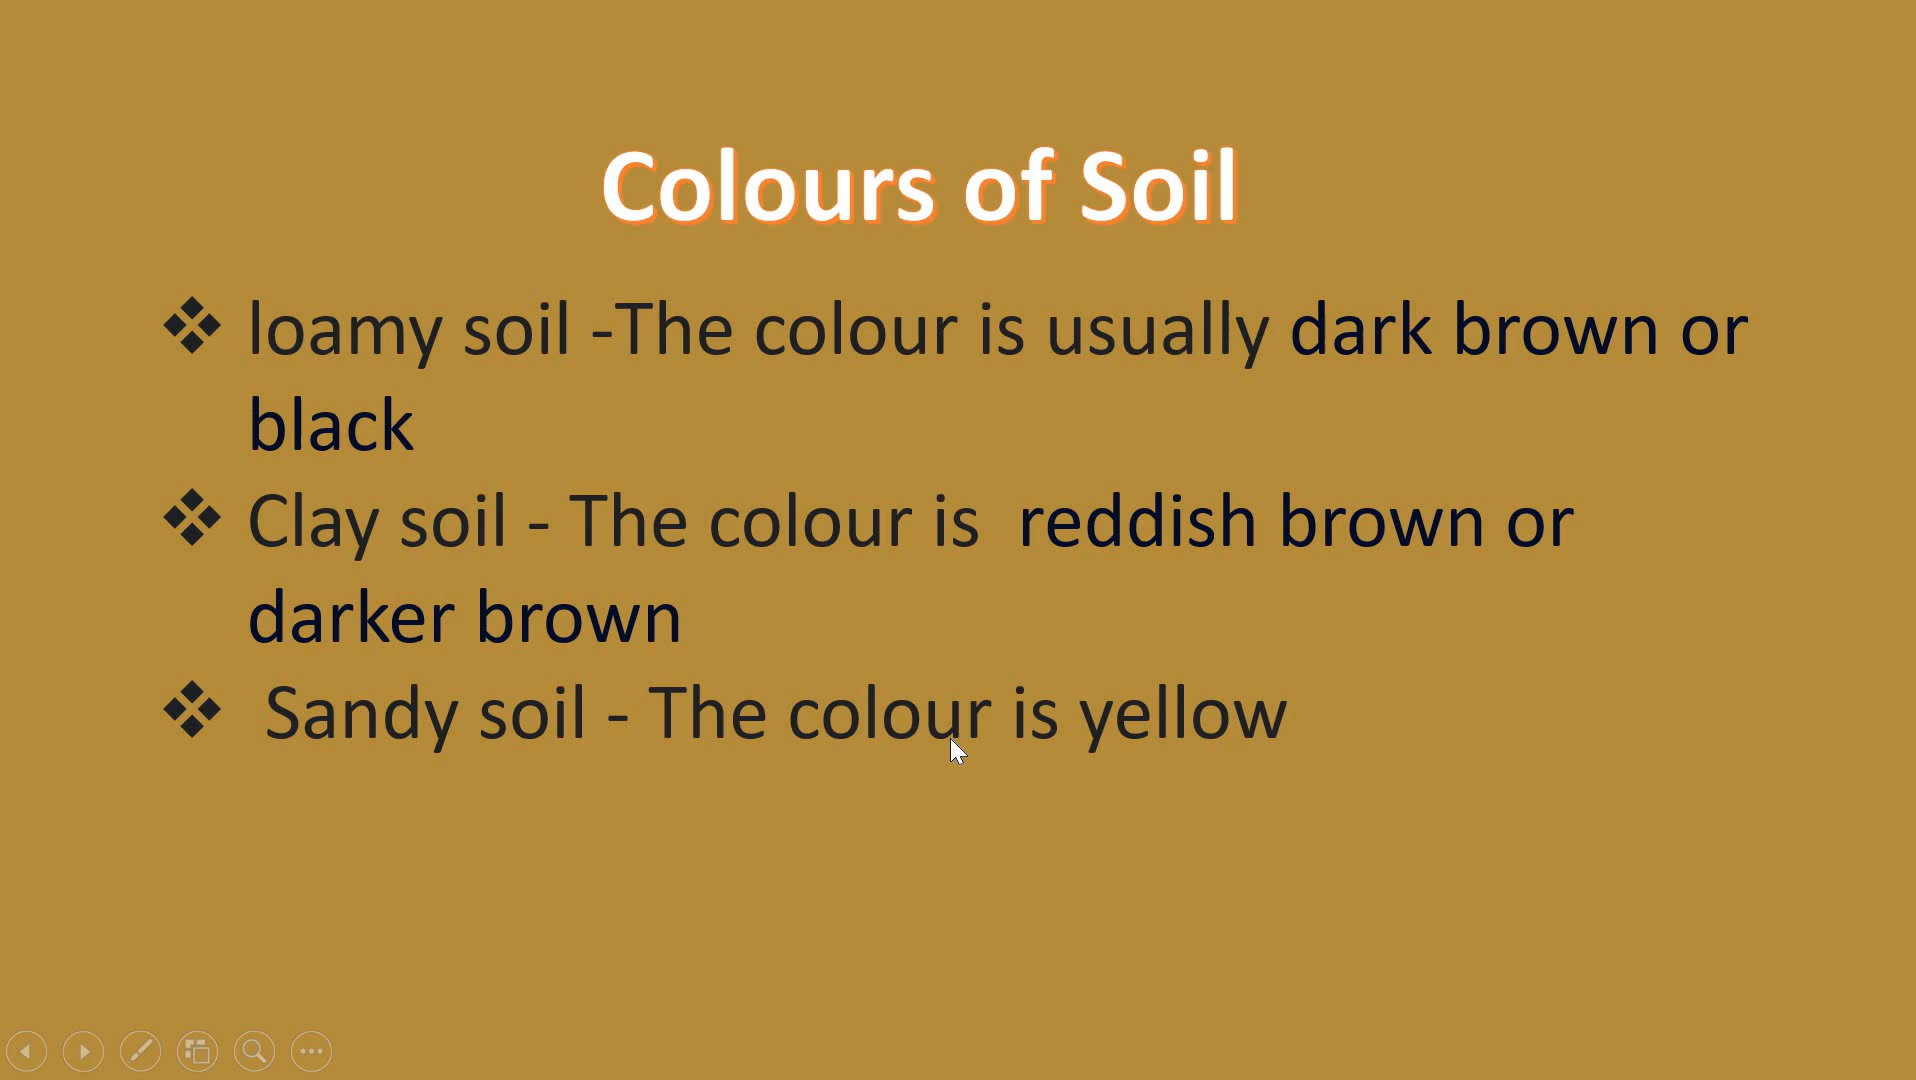 Colours of Soil
❖ loamy soil -The colour is usually dark brown or
black
❖ Clay soil - The colour is  reddish brown or
darker brown
❖ Sandy soil - The colour is yellow